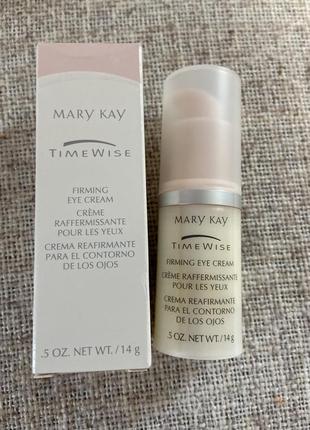 MARY KAY
TIMEWISE
FIRMING
EYE CREAM
CRÈME
RAFFERMISSANTE
POUR LES YEUX
CREMA REAFIRMANTE
PARA EL CONTORNO
DE LOS OJOS
.5 OZ. NET WT. / 14 g
MARY KAY
TIMEWISE
FIRMING EYE CREAM
CRÈME RAFFERMISSANTE
POUR LES YEUX
CREMA REAFIRMANTE
PARA EL CONTORNO
DE LOS OJOS
.5 OZ. NET WT. / 14 g